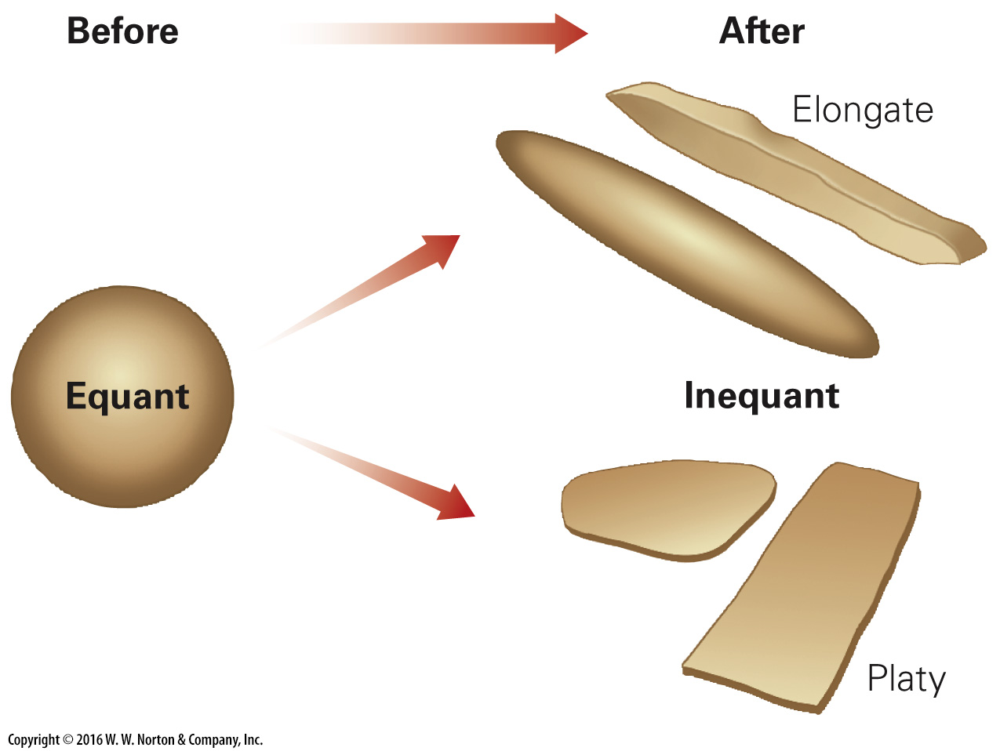 Before
After
Elongate
Equant
Inequant
Platy
Copyright © 2016 W. W. Norton & Company, Inc.